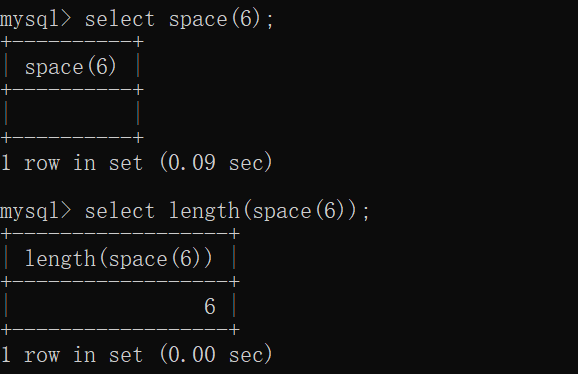 mysql> select space(6);
+----------+
| space(6) |
+----------+
|          |
+----------+
1 row in set (0.09 sec)
mysql> select length(space(6));
+------------------+
| length(space(6)) |
+------------------+
|                6 |
+------------------+
1 row in set (0.00 sec)